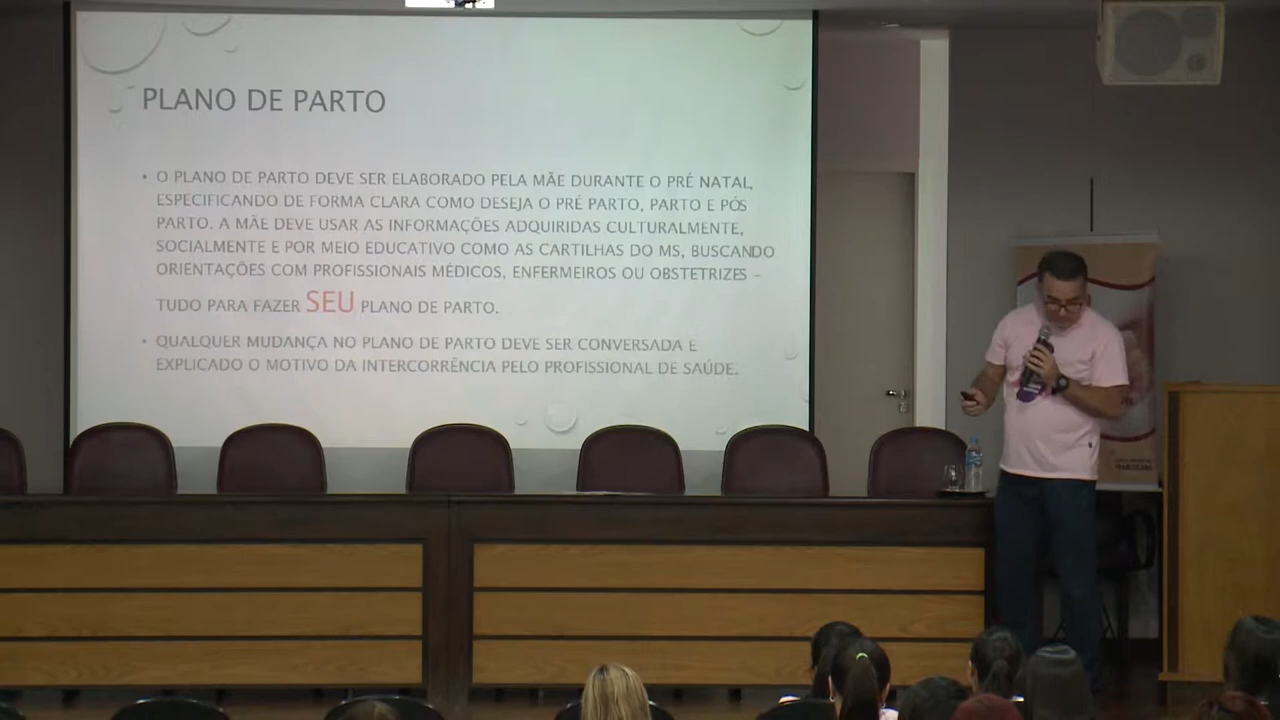 PLANO DE PARTO
• O PLANO DE PARTO DEVE SER ELABORADO PELA MÃE DURANTE O PRÉ NATAL,
ESPECIFICANDO DE FORMA CLARA COMO DESEJA O PRÉ PARTO, PARTO E PÓS
PARTO. A MÃE DEVE USAR AS INFORMAÇÕES ADQUIRIDAS CULTURALMENTE,
SOCIALMENTE E POR MEIO EDUCATIVO COMO AS CARTILHAS DO MS, BUSCANDO
ORIENTAÇÕES COM PROFISSIONAIS MÉDICOS, ENFERMEIROS OU OBSTETRIZES –
TUDO PARA FAZER SEU PLANO DE PARTO.
• QUALQUER MUDANÇA NO PLANO DE PARTO DEVE SER CONVERSADA E
EXPLICADO O MOTIVO DA INTERCORRÊNCIA PELO PROFISSIONAL DE SAÚDE.